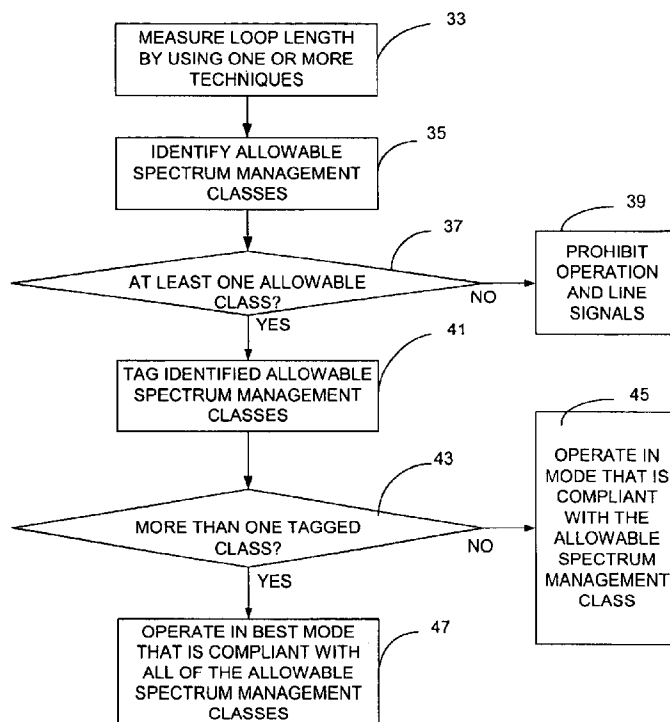 33
MEASURE LOOP LENGTH
BY USING ONE OR MORE
TECHNIQUES
35
IDENTIFY ALLOWABLE
SPECTRUM MANAGEMENT
CLASSES
37
AT LEAST ONE ALLOWABLE
CLASS?
NO
YES
39
PROHIBIT
OPERATION
AND LINE
SIGNALS
41
TAG IDENTIFIED ALLOWABLE
SPECTRUM MANAGEMENT
CLASSES
43
MORE THAN ONE TAGGED
CLASS?
NO
YES
45
OPERATE IN
MODE THAT IS
COMPLIANT
WITH THE
ALLOWABLE
SPECTRUM
MANAGEMENT
CLASS
47
OPERATE IN BEST MODE
THAT IS COMPLIANT WITH
ALL OF THE ALLOWABLE
SPECTRUM MANAGEMENT
CLASSES